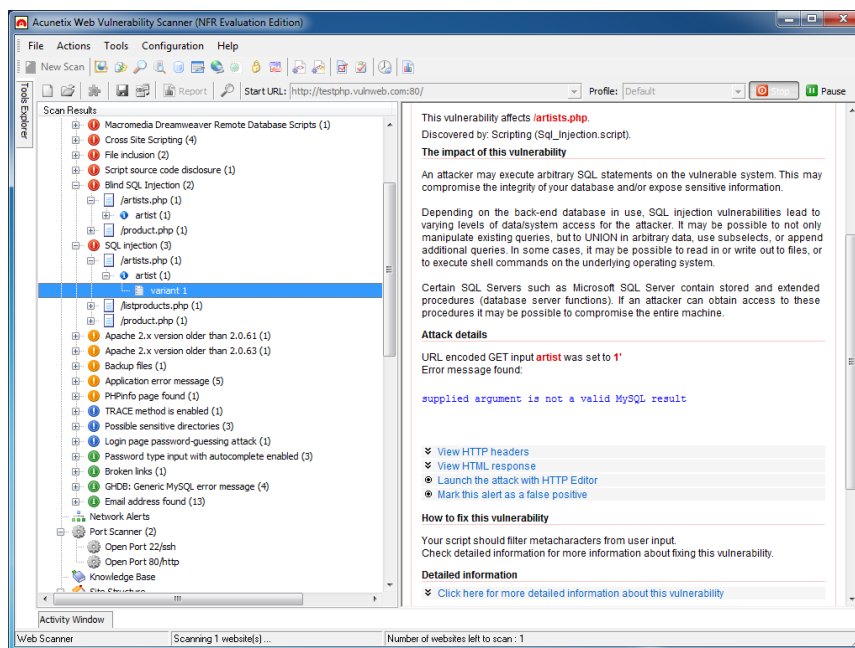 Acunetix Web Vulnerability Scanner (NFR Evaluation Edition)
File Actions Tools Configuration Help
New Scan
Report
Start URL: http://testphp.vulnweb.com:80/
Profile: Default
Stop
Pause
Tools Explorer
Scan Results
Macromedia Dreamweaver Remote Database Scripts (1)
Cross Site Scripting (4)
File inclusion (2)
Script source code disclosure (1)
Blind SQL Injection (2)
/artists.php (1)
artist (1)
/product.php (1)
SQL injection (3)
/artists.php (1)
artist (1)
variant 1
/listproducts.php (1)
/product.php (1)
Apache 2.x version older than 2.0.61 (1)
Apache 2.x version older than 2.0.63 (1)
Backup files (1)
Application error message (5)
PHPinfo page found (1)
TRACE method is enabled (1)
Possible sensitive directories (3)
Login page password-guessing attack (1)
Password type input with autocomplete enabled (3)
Broken links (1)
GHDB: Generic MySQL error message (4)
Email address found (13)
Network Alerts
Port Scanner (2)
Open Port 22/ssh
Open Port 80/http
Knowledge Base
Site Structure
This vulnerability affects /artists.php.
Discovered by: Scripting (Sql_Injection.script).
The impact of this vulnerability
An attacker may execute arbitrary SQL statements on the vulnerable system. This may
compromise the integrity of your database and/or expose sensitive information.
Depending on the back-end database in use, SQL injection vulnerabilities lead to
varying levels of data/system access for the attacker. It may be possible to not only
manipulate existing queries, but to UNION in arbitrary data, use subselects, or append
additional queries. In some cases, it may be possible to read in or write out to files, or
to execute shell commands on the underlying operating system.
Certain SQL Servers such as Microsoft SQL Server contain stored and extended
procedures (database server functions). If an attacker can obtain access to these
procedures it may be possible to compromise the entire machine.
Attack details
URL encoded GET input artist was set to 1'
Error message found:
supplied argument is not a valid MySQL result
View HTTP headers
View HTML response
Launch the attack with HTTP Editor
Mark this alert as a false positive
How to fix this vulnerability
Your script should filter metacharacters from user input.
Check detailed information for more information about fixing this vulnerability.
Detailed information
Click here for more detailed information about this vulnerability
Activity Window
Web Scanner
Scanning 1 website(s) ...
Number of websites left to scan : 1